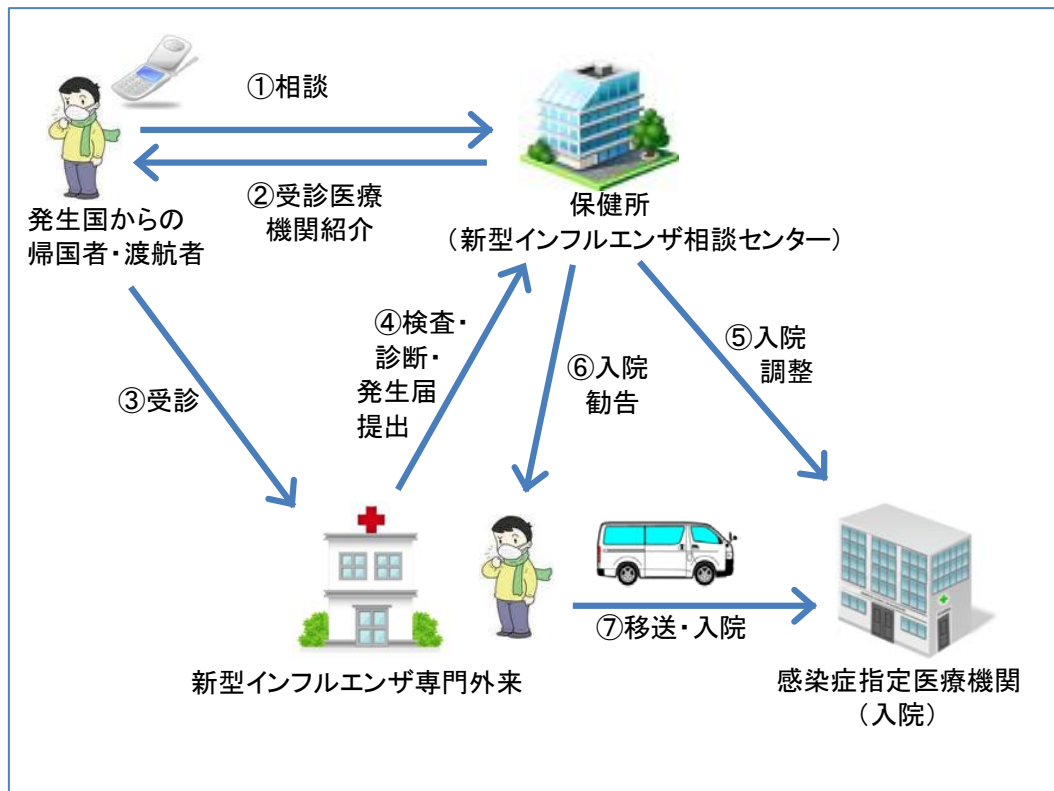 ①相談
②受診医療
機関紹介
発生国からの
帰国者・渡航者
保健所
（新型インフルエンザ相談センター）
③受診
④検査・
診断・
発生届
提出
⑤入院
調整
⑥入院
勧告
⑦移送・入院
新型インフルエンザ専門外来
感染症指定医療機関
（入院）